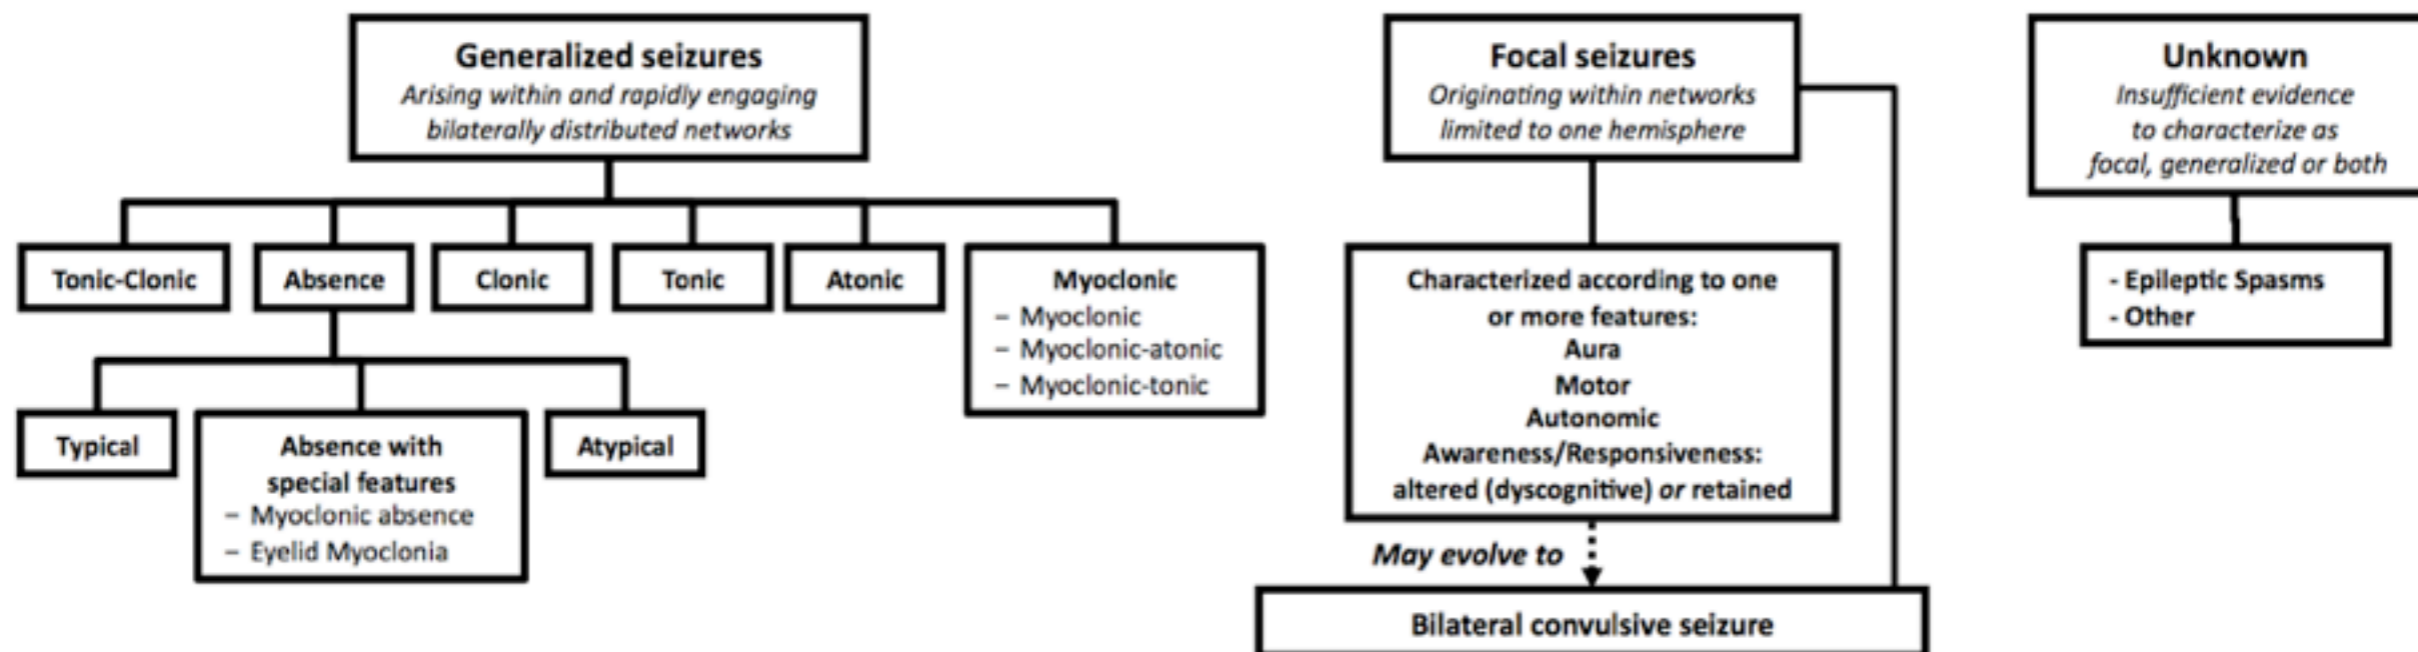 Generalized seizures
Arising within and rapidly engaging
bilaterally distributed networks
Tonic-Clonic
Absence
Clonic
Tonic
Atonic
Myoclonic
– Myoclonic
– Myoclonic-atonic
– Myoclonic-tonic
Typical
Absence with
special features
– Myoclonic absence
– Eyelid Myoclonia
Atypical
Focal seizures
Originating within networks
limited to one hemisphere
Characterized according to one
or more features:
Aura
Motor
Autonomic
Awareness/Responsiveness:
altered (dyscognitive) or retained
May evolve to
Bilateral convulsive seizure
Unknown
Insufficient evidence
to characterize as
focal, generalized or both
- Epileptic Spasms
- Other